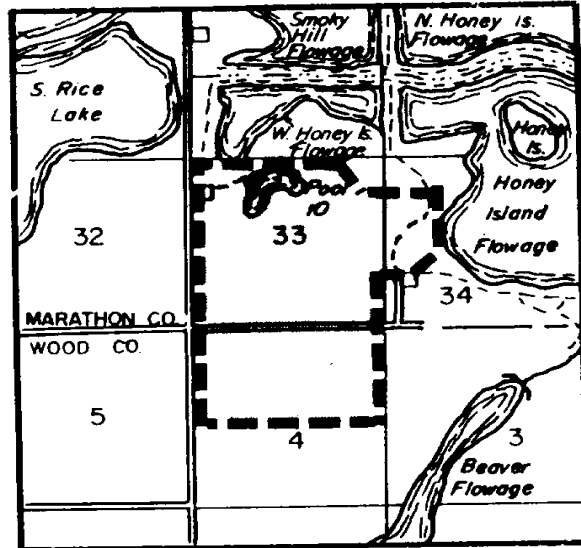 Smoky
Hill
Flowage
N. Honey Is.
Flowage
S. Rice
Lake
W. Honey Is.
Flowage
Honey
Is.
Pool
10
Honey
Island
Flowage
32
33
34
MARATHON CO.
WOOD CO.
5
4
3
Beaver
Flowage